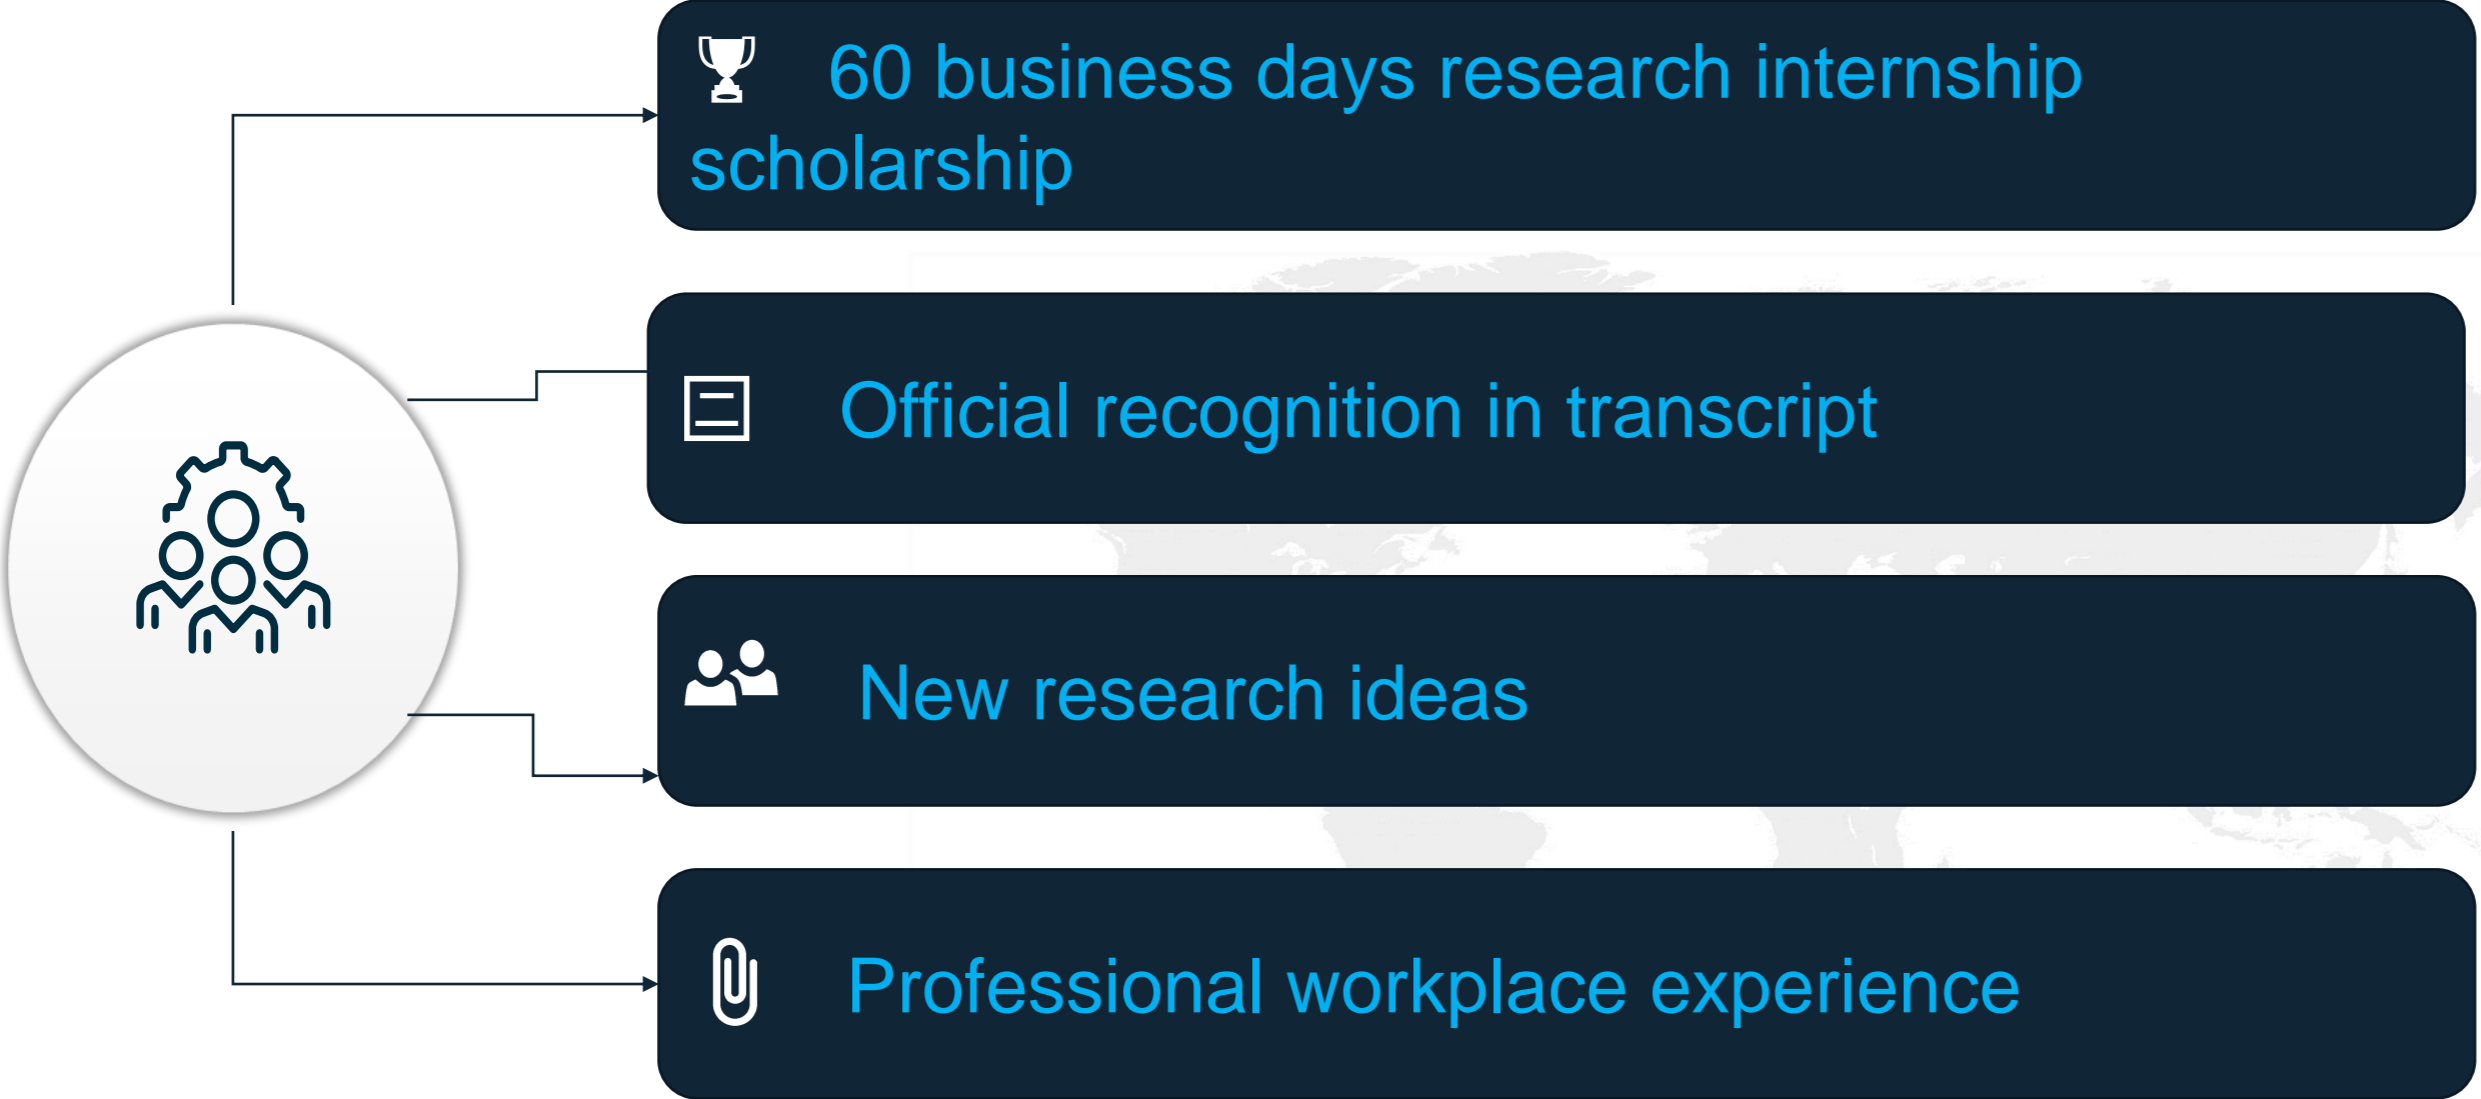 60 business days research internship
scholarship
Official recognition in transcript
New research ideas
Professional workplace experience